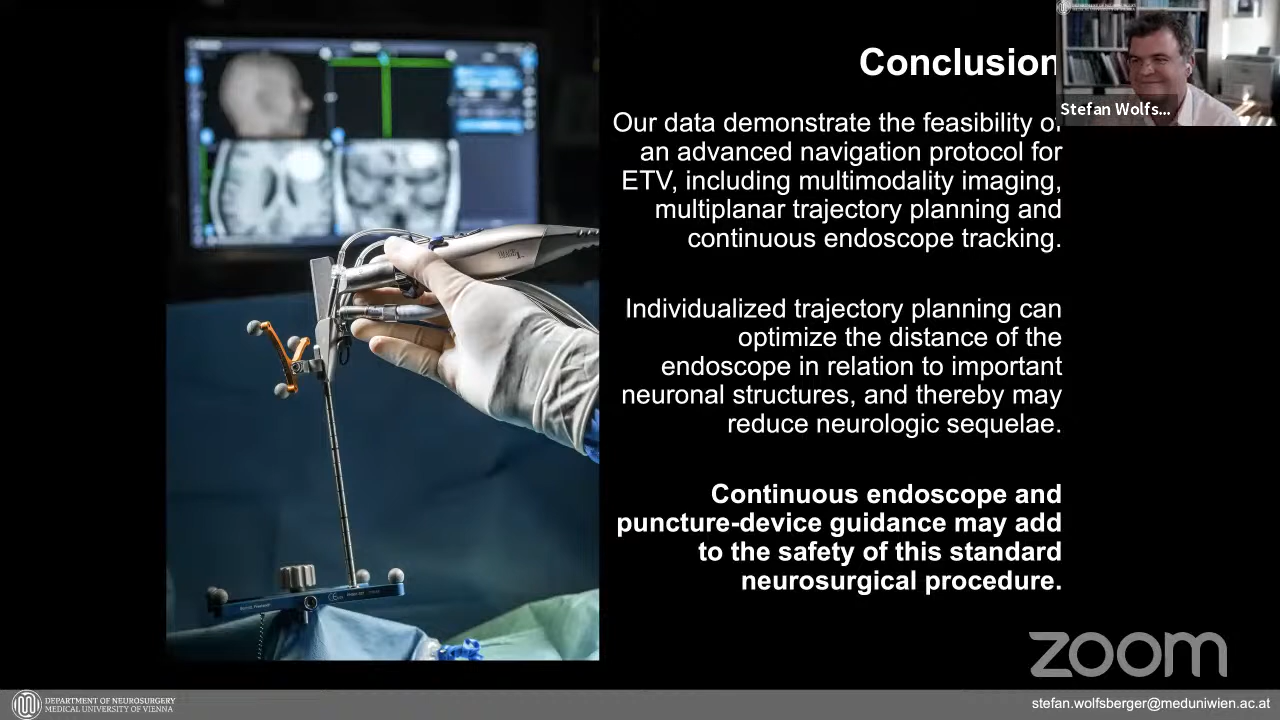 Conclusion
Our data demonstrate the feasibility of
an advanced navigation protocol for
ETV, including multimodality imaging,
multiplanar trajectory planning and
continuous endoscope tracking.
Individualized trajectory planning can
optimize the distance of the
endoscope in relation to important
neuronal structures, and thereby may
reduce neurologic sequelae.
Continuous endoscope and
puncture-device guidance may add
to the safety of this standard
neurosurgical procedure.
Stefan Wolfs...
zoom
DEPARTMENT OF NEUROSURGERY
MEDICAL UNIVERSITY OF VIENNA
stefan.wolfsberger@meduniwien.ac.at